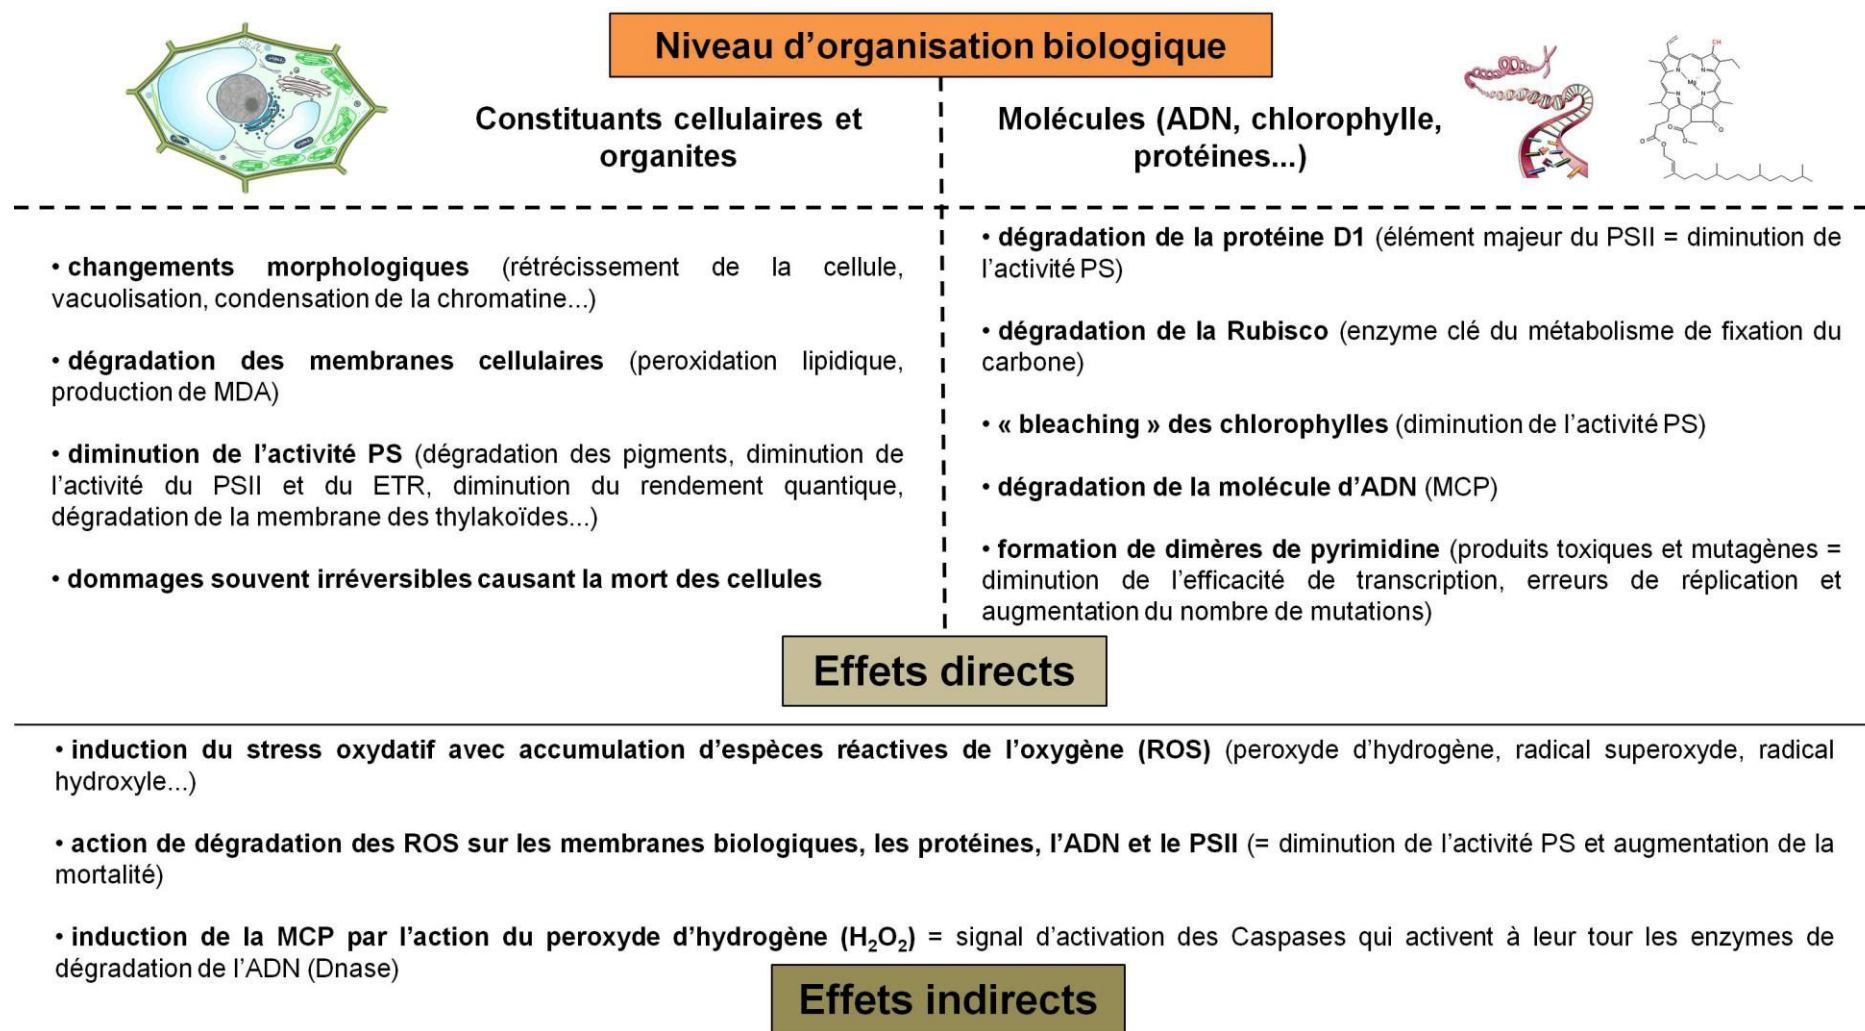 Niveau d’organisation biologique
Constituants cellulaires et
organites
Molécules (ADN, chlorophylle,
protéines...)
• changements morphologiques (rétrécissement de la cellule,
vacuolisation, condensation de la chromatine...)
• dégradation des membranes cellulaires (peroxidation lipidique,
production de MDA)
• diminution de l’activité PS (dégradation des pigments, diminution de
l’activité du PSII et du ETR, diminution du rendement quantique,
dégradation de la membrane des thylakoïdes...)
• dommages souvent irréversibles causant la mort des cellules
• dégradation de la protéine D1 (élément majeur du PSII = diminution de
l’activité PS)
• dégradation de la Rubisco (enzyme clé du métabolisme de fixation du
carbone)
• « bleaching » des chlorophylles (diminution de l’activité PS)
• dégradation de la molécule d’ADN (MCP)
• formation de dimères de pyrimidine (produits toxiques et mutagènes =
diminution de l’efficacité de transcription, erreurs de réplication et
augmentation du nombre de mutations)
Effets directs
• induction du stress oxydatif avec accumulation d’espèces réactives de l’oxygène (ROS) (peroxyde d’hydrogène, radical superoxyde, radical
hydroxyle...)
• action de dégradation des ROS sur les membranes biologiques, les protéines, l’ADN et le PSII (= diminution de l’activité PS et augmentation de la
mortalité)
• induction de la MCP par l’action du peroxyde d’hydrogène (H₂O₂) = signal d’activation des Caspases qui activent à leur tour les enzymes de
dégradation de l’ADN (Dnase)
Effets indirects